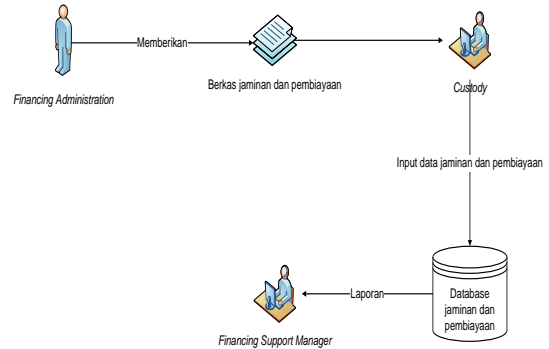 Memberikan
Berkas jaminan dan pembiayaan
Financing Administration
Custody
Input data jaminan dan pembiayaan
Laporan
Database
jaminan dan
pembiayaan
Financing Support Manager